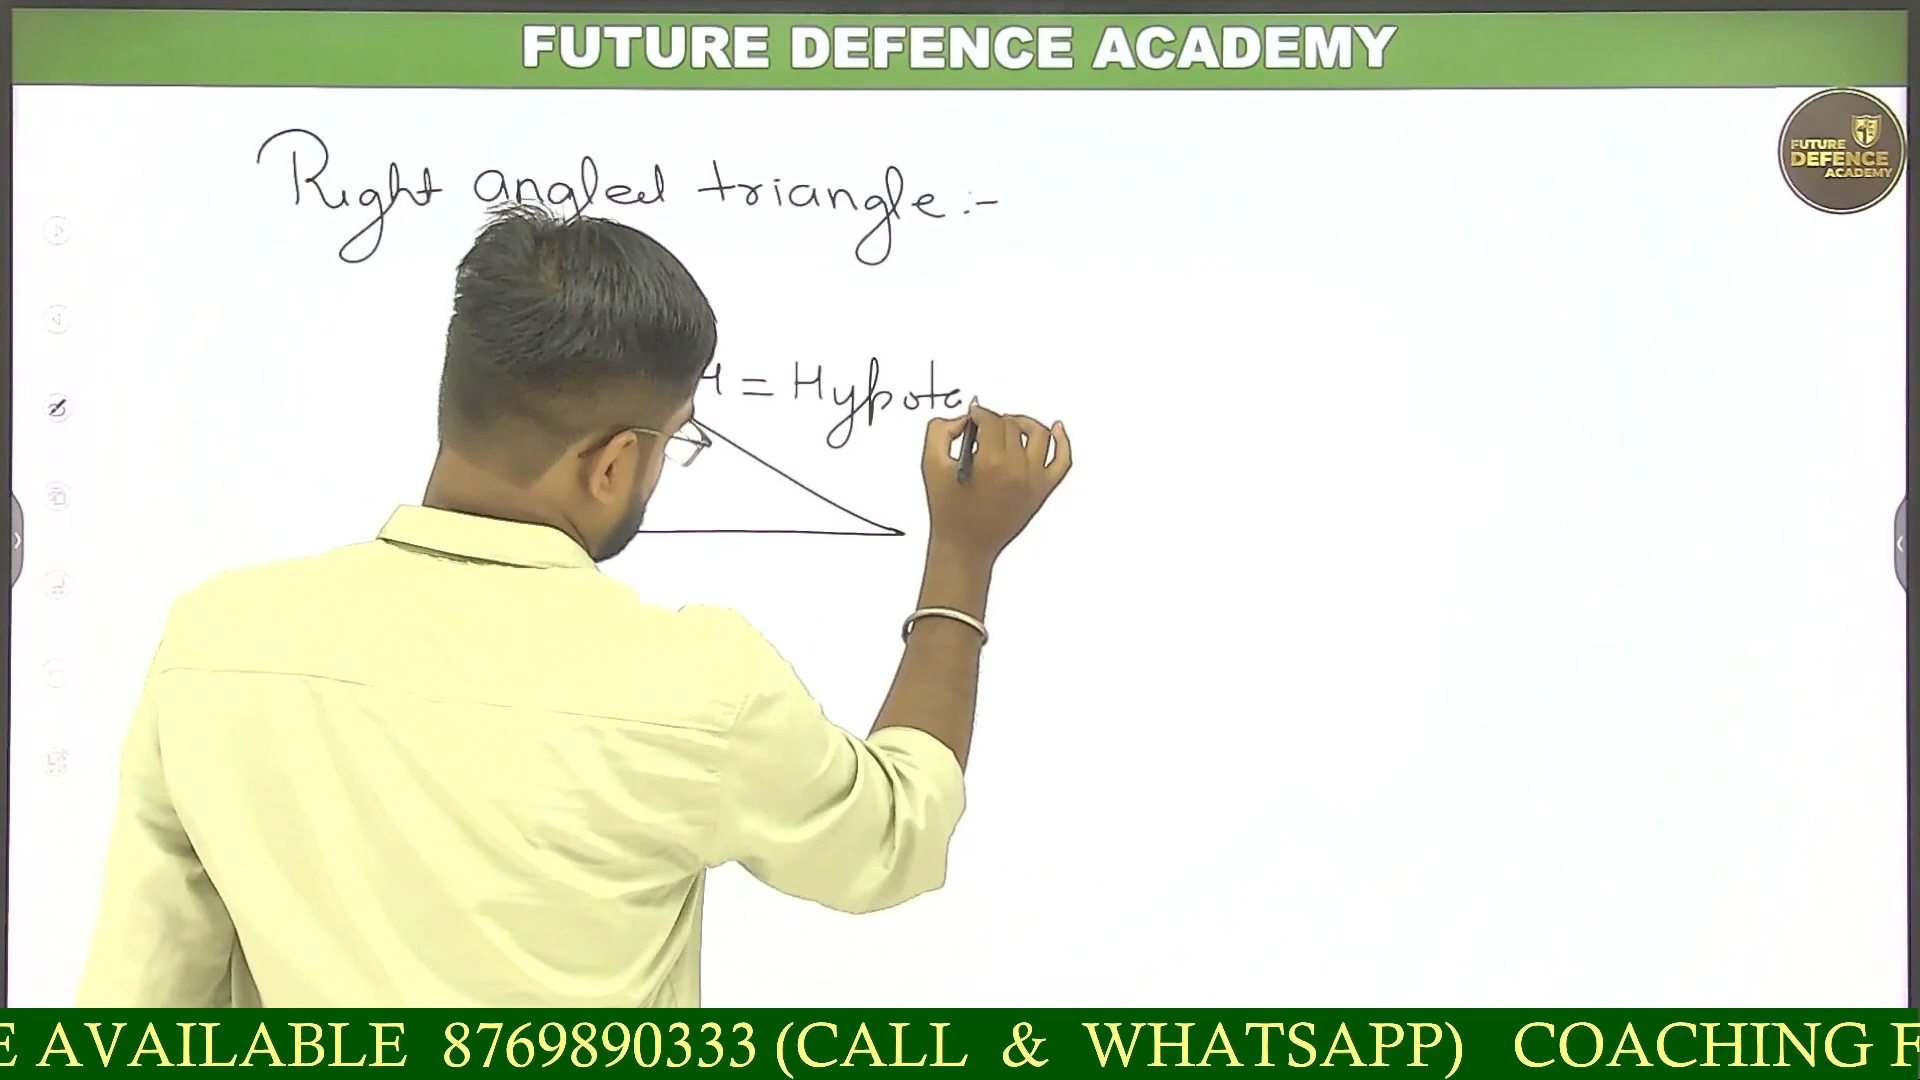 FUTURE DEFENCE ACADEMY
FUTURE
DEFENCE
ACADEMY
Right angled triangle:-
H = Hypote
E AVAILABLE 8769890333 (CALL & WHATSAPP) COACHING F